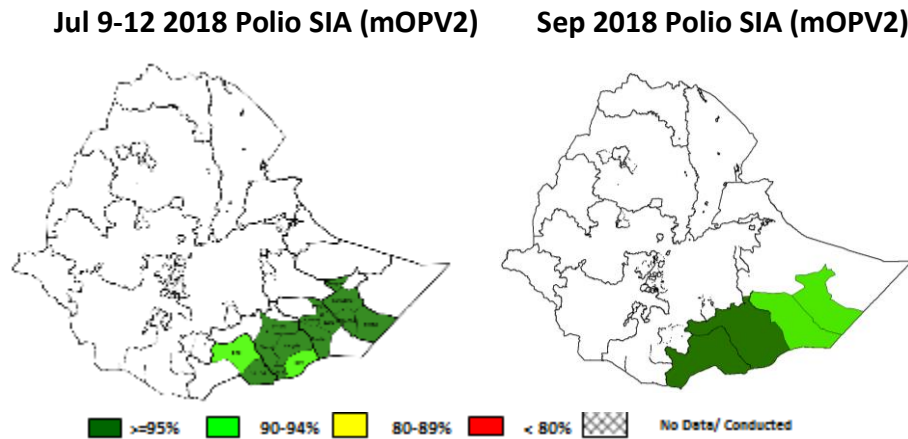 Jul 9-12 2018 Polio SIA (mOPV2)
Sep 2018 Polio SIA (mOPV2)
>=95%
90-94%
80-89%
< 80%
No Data/ Conducted